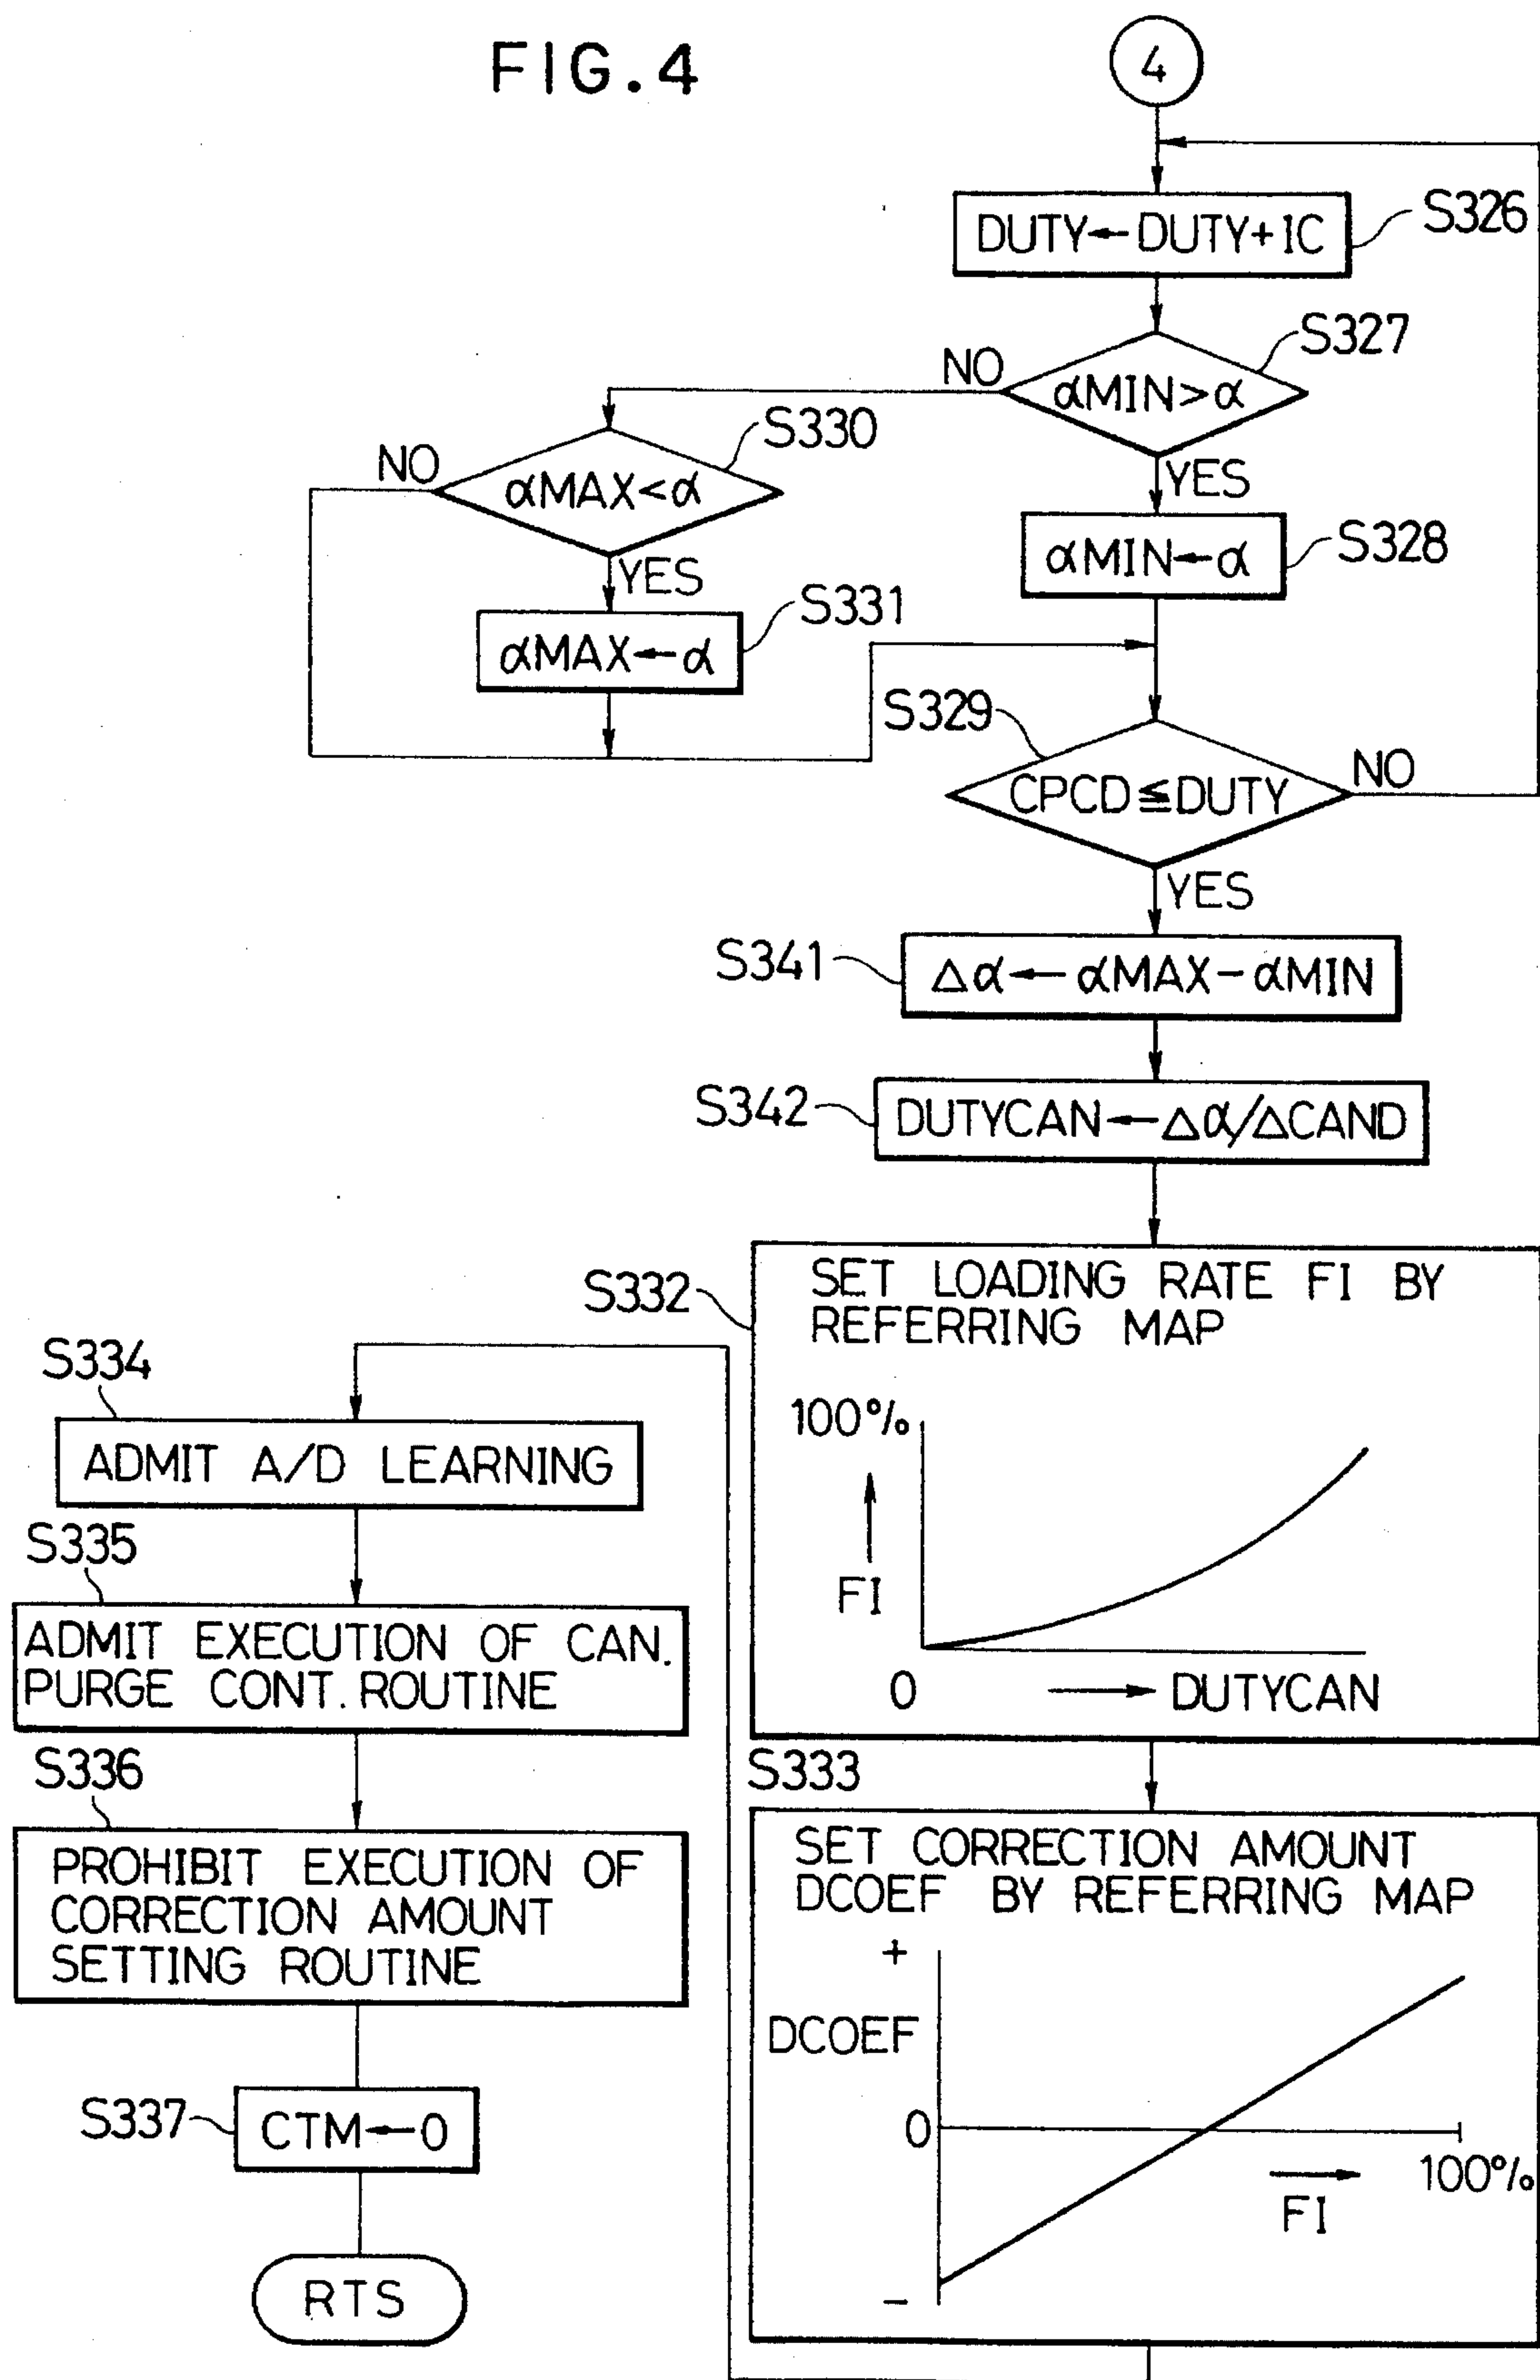 FIG.4
4
DUTY←DUTY+IC
S326
S327
NO
αMIN>α
YES
S330
NO
αMAX<α
YES
αMIN←α
S328
S331
αMAX←α
S329
CPCD≦DUTY
NO
YES
S341
Δα←αMAX-αMIN
S342
DUTYCAN←Δα/ΔCAND
S332
SET LOADING RATE FI BY
REFERRING MAP
100%
↑
FI
0
→ DUTYCAN
S333
SET CORRECTION AMOUNT
DCOEF BY REFERRING MAP
+
DCOEF
0
100%
→
FI
-
S334
ADMIT A/D LEARNING
S335
ADMIT EXECUTION OF CAN.
PURGE CONT. ROUTINE
S336
PROHIBIT EXECUTION OF
CORRECTION AMOUNT
SETTING ROUTINE
S337
CTM←0
RTS